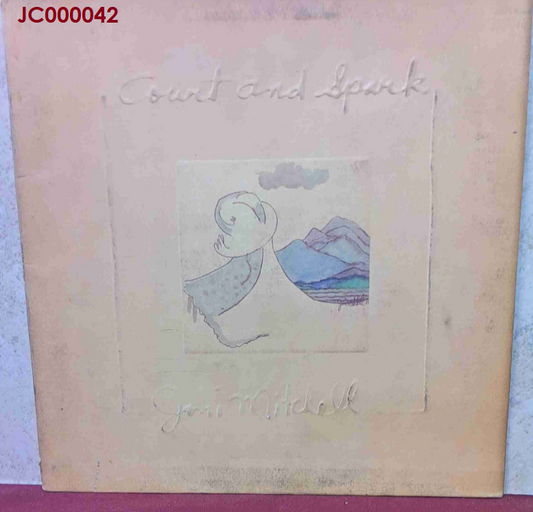 JC000042
Court and Spark
Joni Mitchell